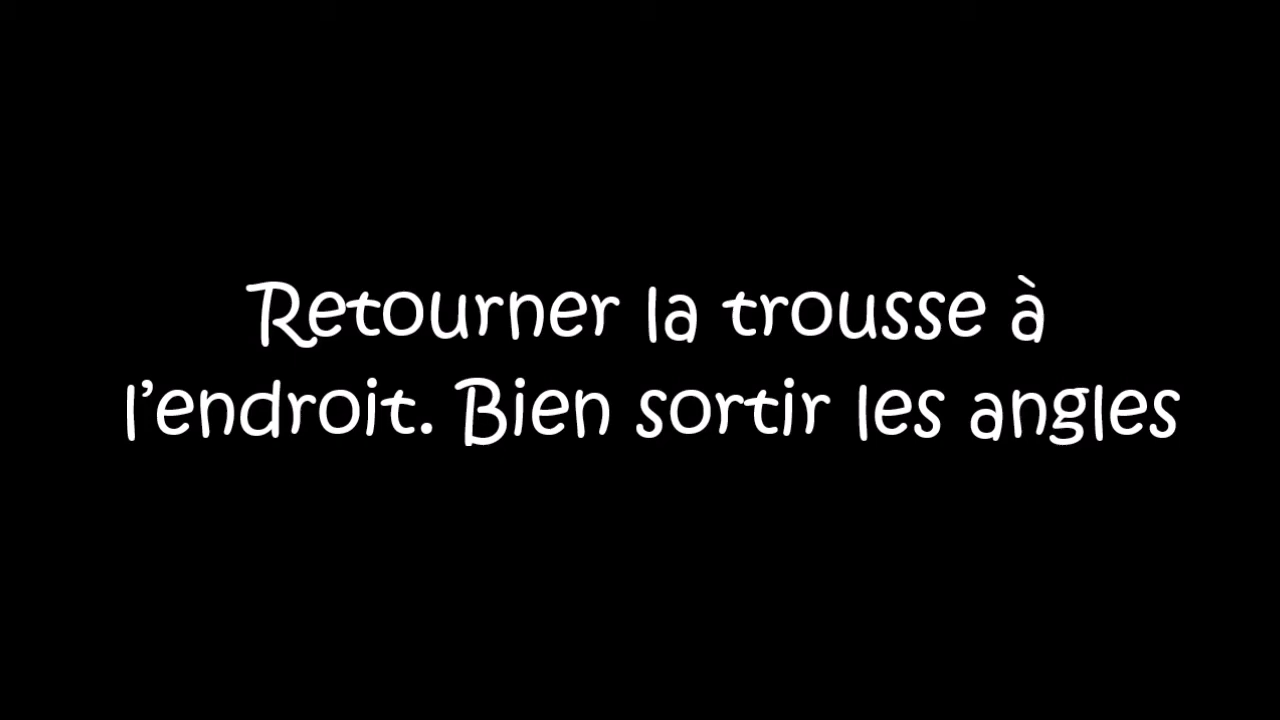 Retourner la trousse à
l’endroit. Bien sortir les angles